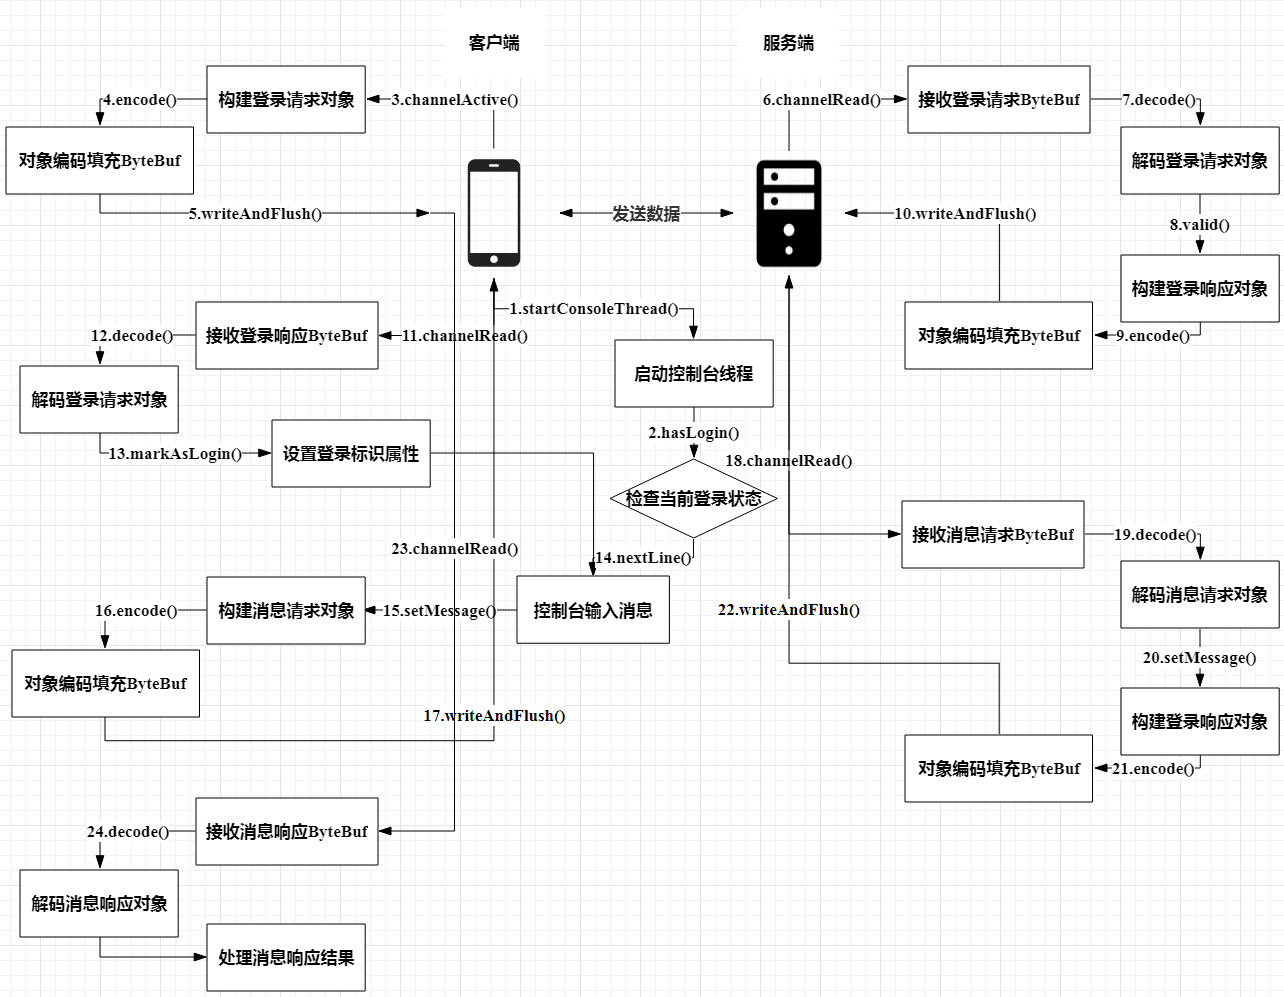 客户端
服务端
3.channelActive()
构建登录请求对象
4.encode()
对象编码填充ByteBuf
5.writeAndFlush()
发送数据
6.channelRead()
接收登录请求ByteBuf
7.decode()
解码登录请求对象
8.valid()
构建登录响应对象
9.encode()
对象编码填充ByteBuf
10.writeAndFlush()
1.startConsoleThread()
启动控制台线程
2.hasLogin()
检查当前登录状态
11.channelRead()
接收登录响应ByteBuf
12.decode()
解码登录请求对象
13.markAsLogin()
设置登录标识属性
14.nextLine()
控制台输入消息
15.setMessage()
构建消息请求对象
16.encode()
对象编码填充ByteBuf
17.writeAndFlush()
18.channelRead()
接收消息请求ByteBuf
19.decode()
解码消息请求对象
20.setMessage()
构建登录响应对象
21.encode()
对象编码填充ByteBuf
22.writeAndFlush()
23.channelRead()
接收消息响应ByteBuf
24.decode()
解码消息响应对象
处理消息响应结果